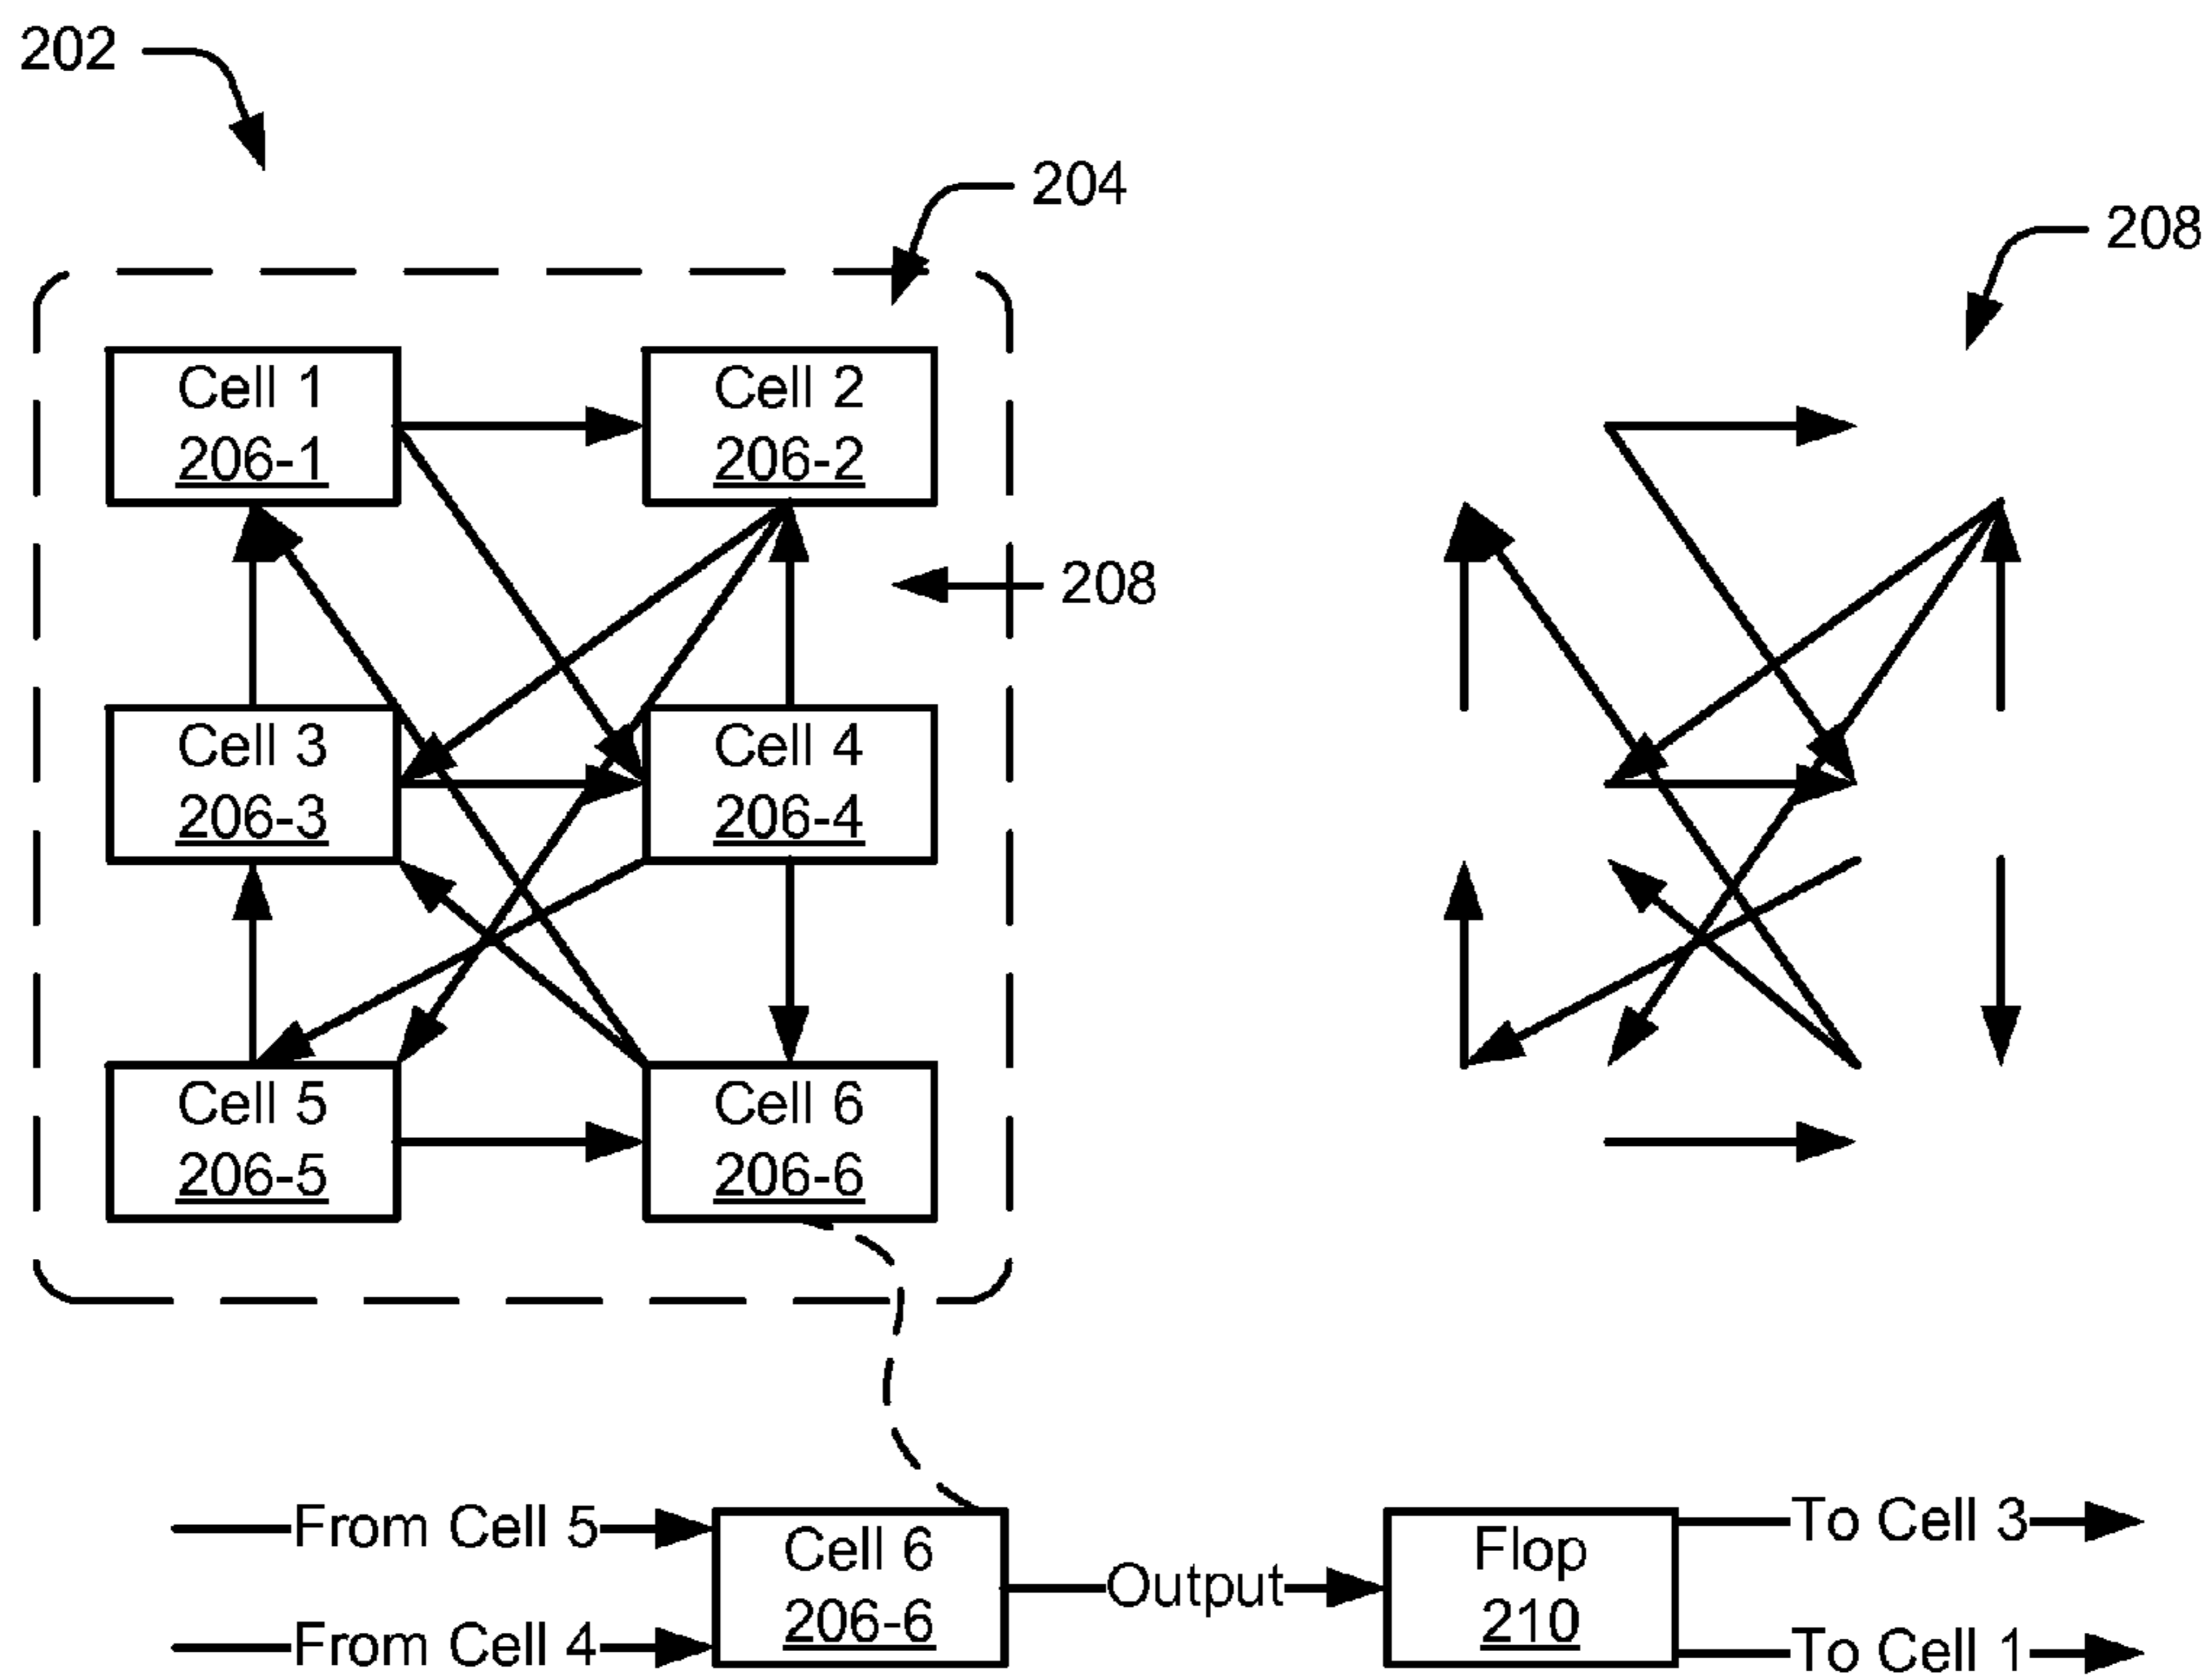 202
204
208
Cell 1
206-1
Cell 2
206-2
208
Cell 3
206-3
Cell 4
206-4
Cell 5
206-5
Cell 6
206-6
From Cell 5
From Cell 4
Cell 6
206-6
Output
Flop
210
To Cell 3
To Cell 1